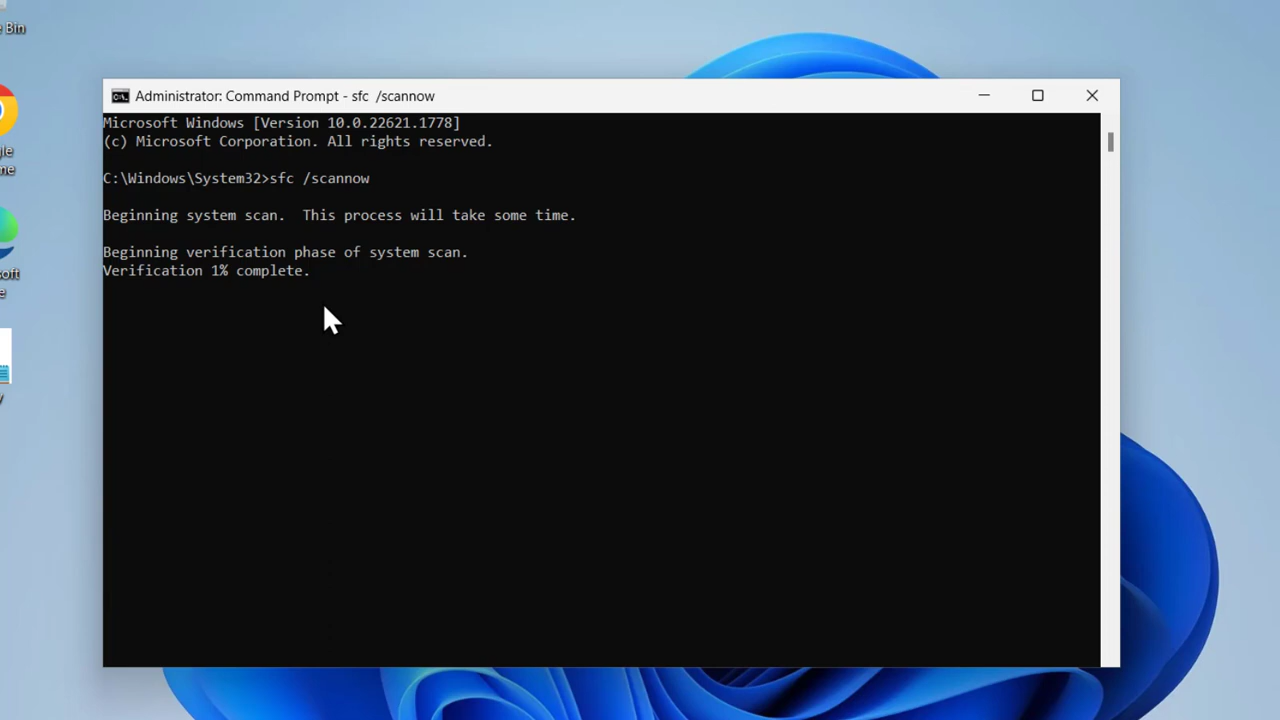 Bin
Administrator: Command Prompt - sfc  /scannow
Microsoft Windows [Version 10.0.22621.1778]
(c) Microsoft Corporation. All rights reserved.
C:\Windows\System32>sfc /scannow
Beginning system scan.  This process will take some time.
Beginning verification phase of system scan.
Verification 1% complete.